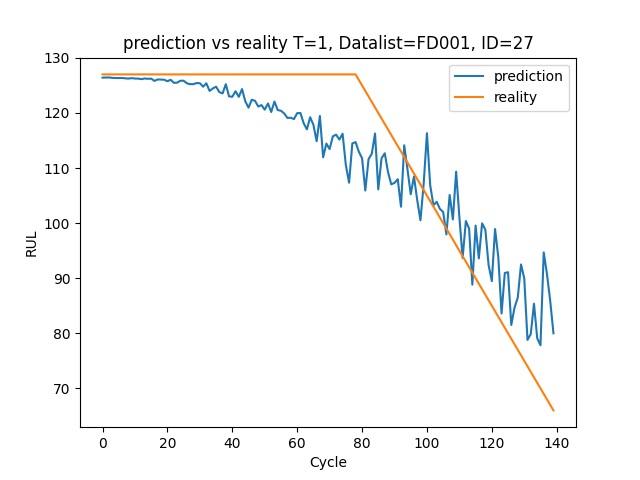 prediction vs reality T=1, Datalist=FD001, ID=27
prediction
reality
130
120
110
100
90
80
70
RUL
0 20 40 60 80 100 120 140
Cycle